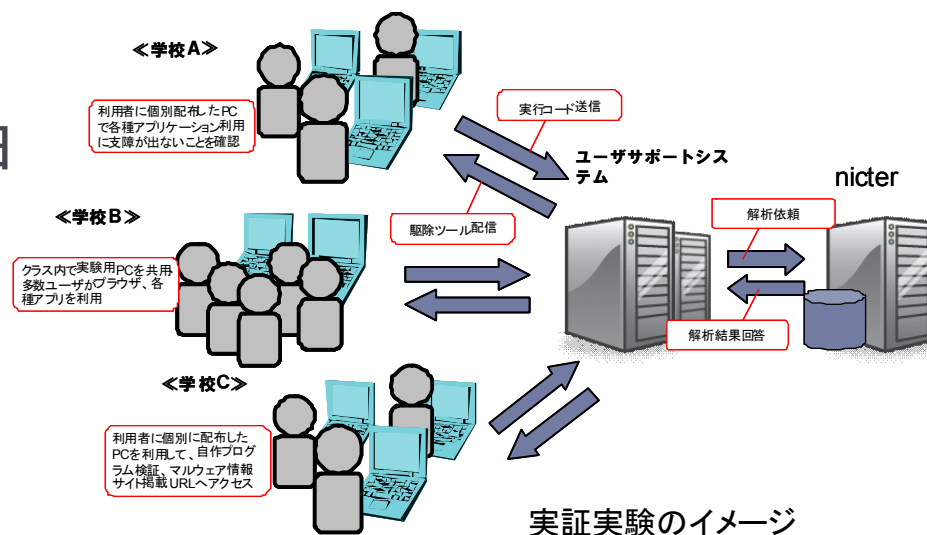 ≪学校A≫
利用者に個別配布したPC
で各種アプリケーション利用
に支障が出ないことを確認
実行コード送信
ユーザサポートシス
テム
nicter
≪学校B≫
駆除ツール配信
解析依頼
クラス内で実験用PCを共用
多数ユーザがブラウザ、各
種アプリを利用
解析結果回答
≪学校C≫
利用者に個別に配布した
PCを利用して、自作プログ
ラム検証、マルウェア情報
サイト掲載URLへアクセス
実証実験のイメージ